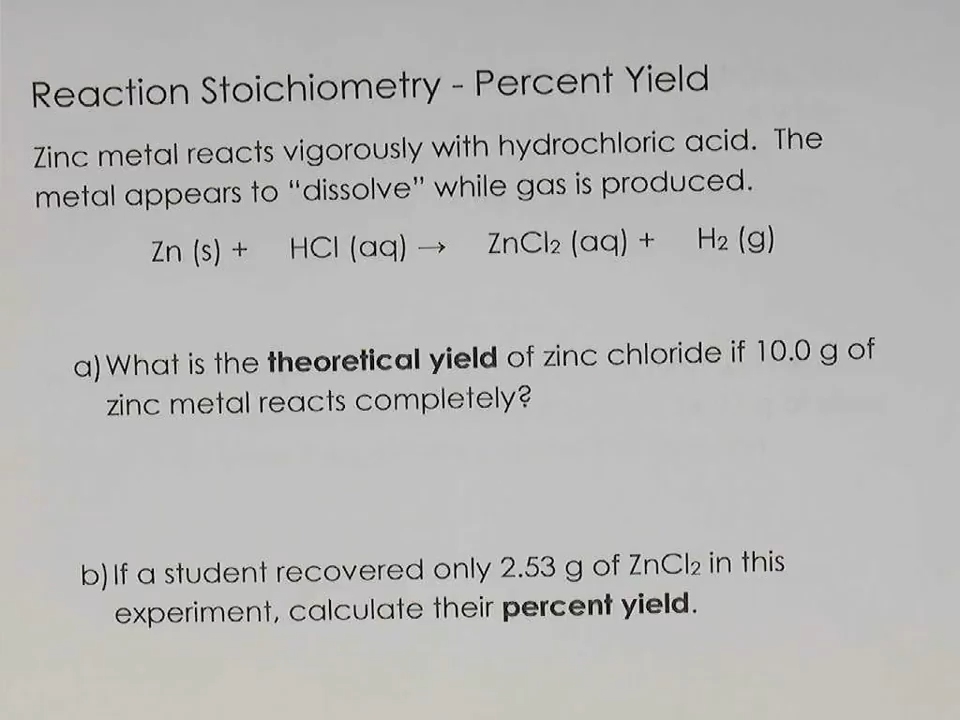 Reaction Stoichiometry - Percent Yield
Zinc metal reacts vigorously with hydrochloric acid. The
metal appears to “dissolve” while gas is produced.
Zn (s) + HCl (aq) → ZnCl₂ (aq) + H₂ (g)
a) What is the theoretical yield of zinc chloride if 10.0 g of
zinc metal reacts completely?
b) If a student recovered only 2.53 g of ZnCl₂ in this
experiment, calculate their percent yield.